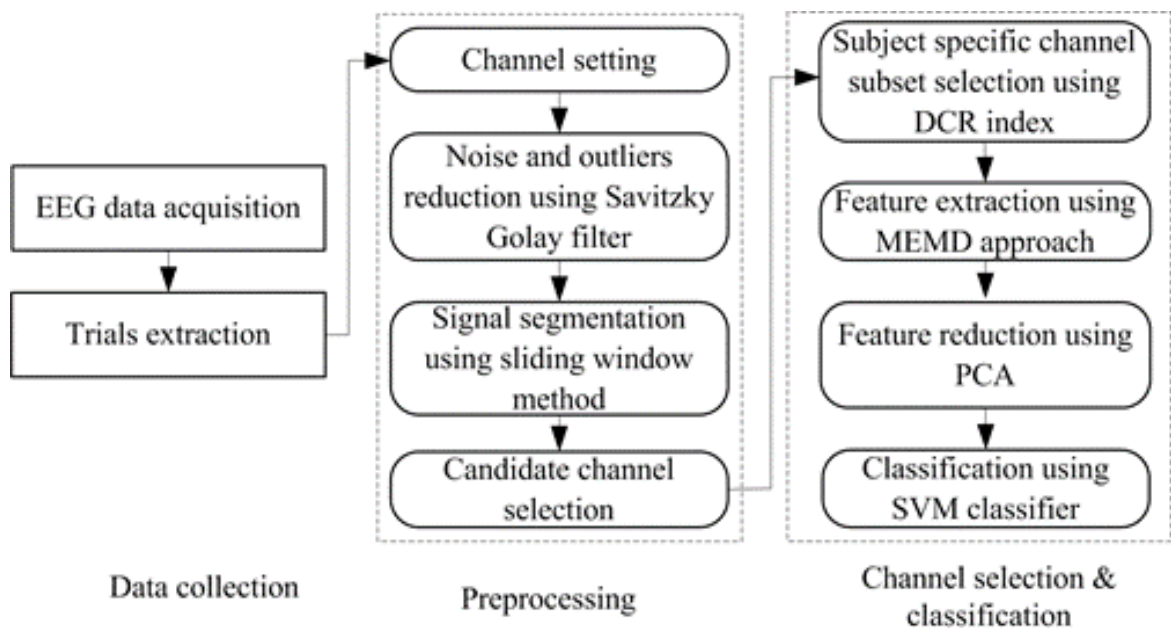 EEG data acquisition
Trials extraction
Data collection
Channel setting
Noise and outliers
reduction using Savitzky
Golay filter
Signal segmentation
using sliding window
method
Candidate channel
selection
Preprocessing
Subject specific channel
subset selection using
DCR index
Feature extraction using
MEMD approach
Feature reduction using
PCA
Classification using
SVM classifier
Channel selection &
classification